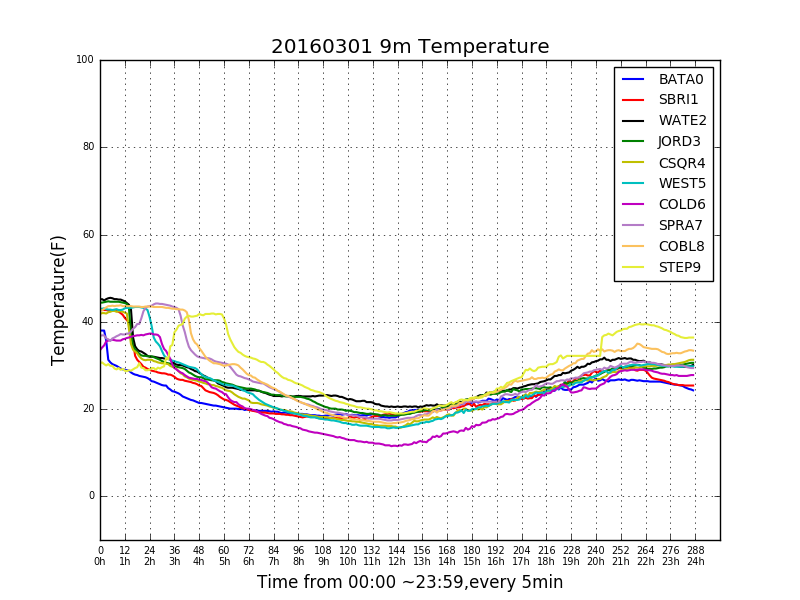 20160301 9m Temperature
Temperature(F)
100
80
60
40
20
0
BATA0
SBRI1
WATE2
JORD3
CSQR4
WEST5
COLD6
SPRA7
COBL8
STEP9
0 12 24 36 48 60 72 84 96 108 120 132 144 156 168 180 192 204 216 228 240 252 264 276 288
0h 1h 2h 3h 4h 5h 6h 7h 8h 9h 10h 11h 12h 13h 14h 15h 16h 17h 18h 19h 20h 21h 22h 23h 24h
Time from 00:00 ~23:59,every 5min